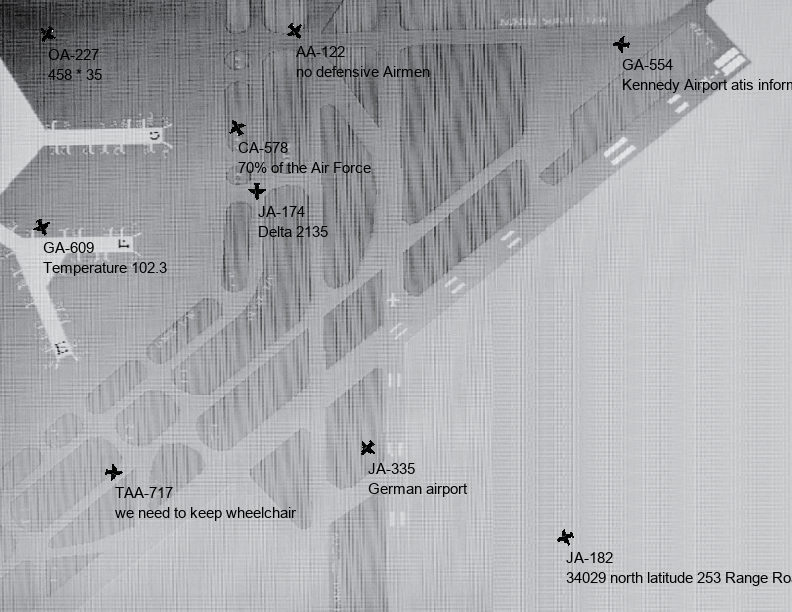 OA-227
458 * 35
AA-122
no defensive Airmen
GA-554
Kennedy Airport atis inform
CA-578
70% of the Air Force
JA-174
Delta 2135
GA-609
Temperature 102.3
JA-335
German airport
TAA-717
we need to keep wheelchair
JA-182
34029 north latitude 253 Range Ro